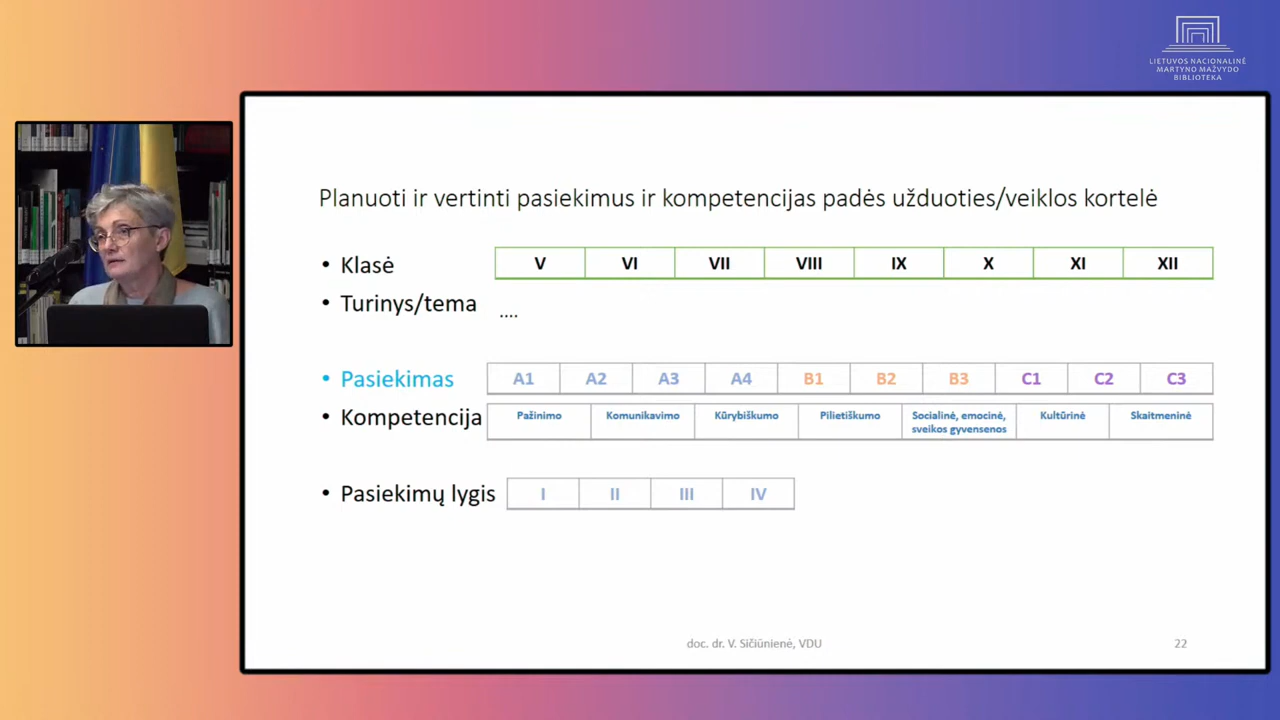 LIETUVOS NACIONALINĖ
MARTYNO MAŽVYDO
BIBLIOTEKA
Planuoti ir vertinti pasiekimus ir kompetencijas padės užduoties/veiklos kortelė
• Klasė V VI VII VIII IX X XI XII
• Turinys/tema ....
• Pasiekimas A1 A2 A3 A4 B1 B2 B3 C1 C2 C3
• Kompetencija Pažinimo Komunikavimo Kūrybiškumo Pilietiškumo Socialinė, emocinė, Kultūrinė Skaitmeninė
sveikos gyvensenos
• Pasiekimų lygis I II III IV
doc. dr. V. Sičiūnienė, VDU 22